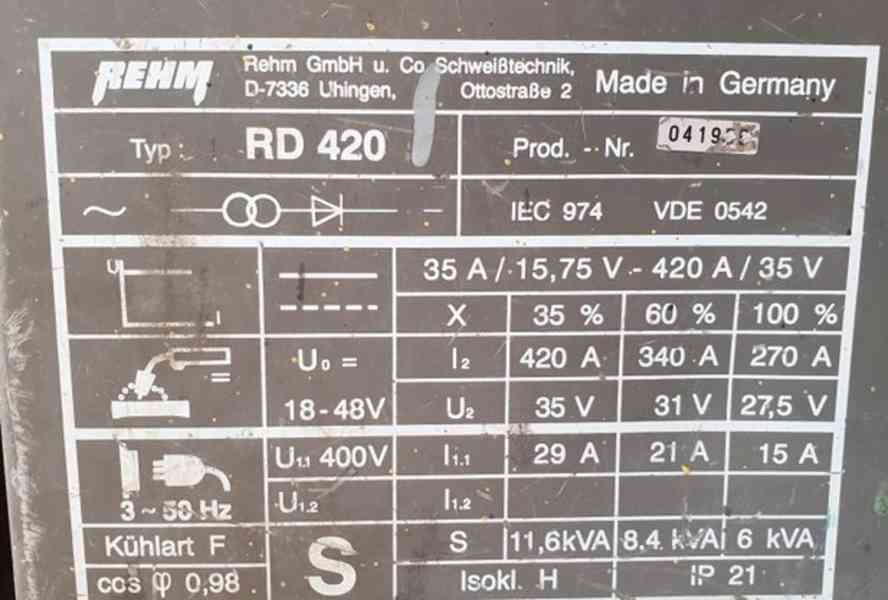 REHM
Rehm GmbH u. Co Schweißtechnik,
D-7336 Uhingen, Ottostraße 2
Made in Germany
Typ: RD 420
Prod. - Nr.
IEC 974 VDE 0542
U
I
35 A / 15,75 V - 420 A / 35 V
X 35 % 60 % 100 %
U₀ = I₂ 420 A 340 A 270 A
18-48V U₂ 35 V 31 V 27,5 V
U₁.₁ 400V I₁.₁ 29 A 21 A 15 A
3 ~ 50 Hz U₁.₂ I₁.₂
Kühlart F S S 11,6kVA 8.4 kVA 6 kVA
cos φ 0,98 Isokl. H IP 21